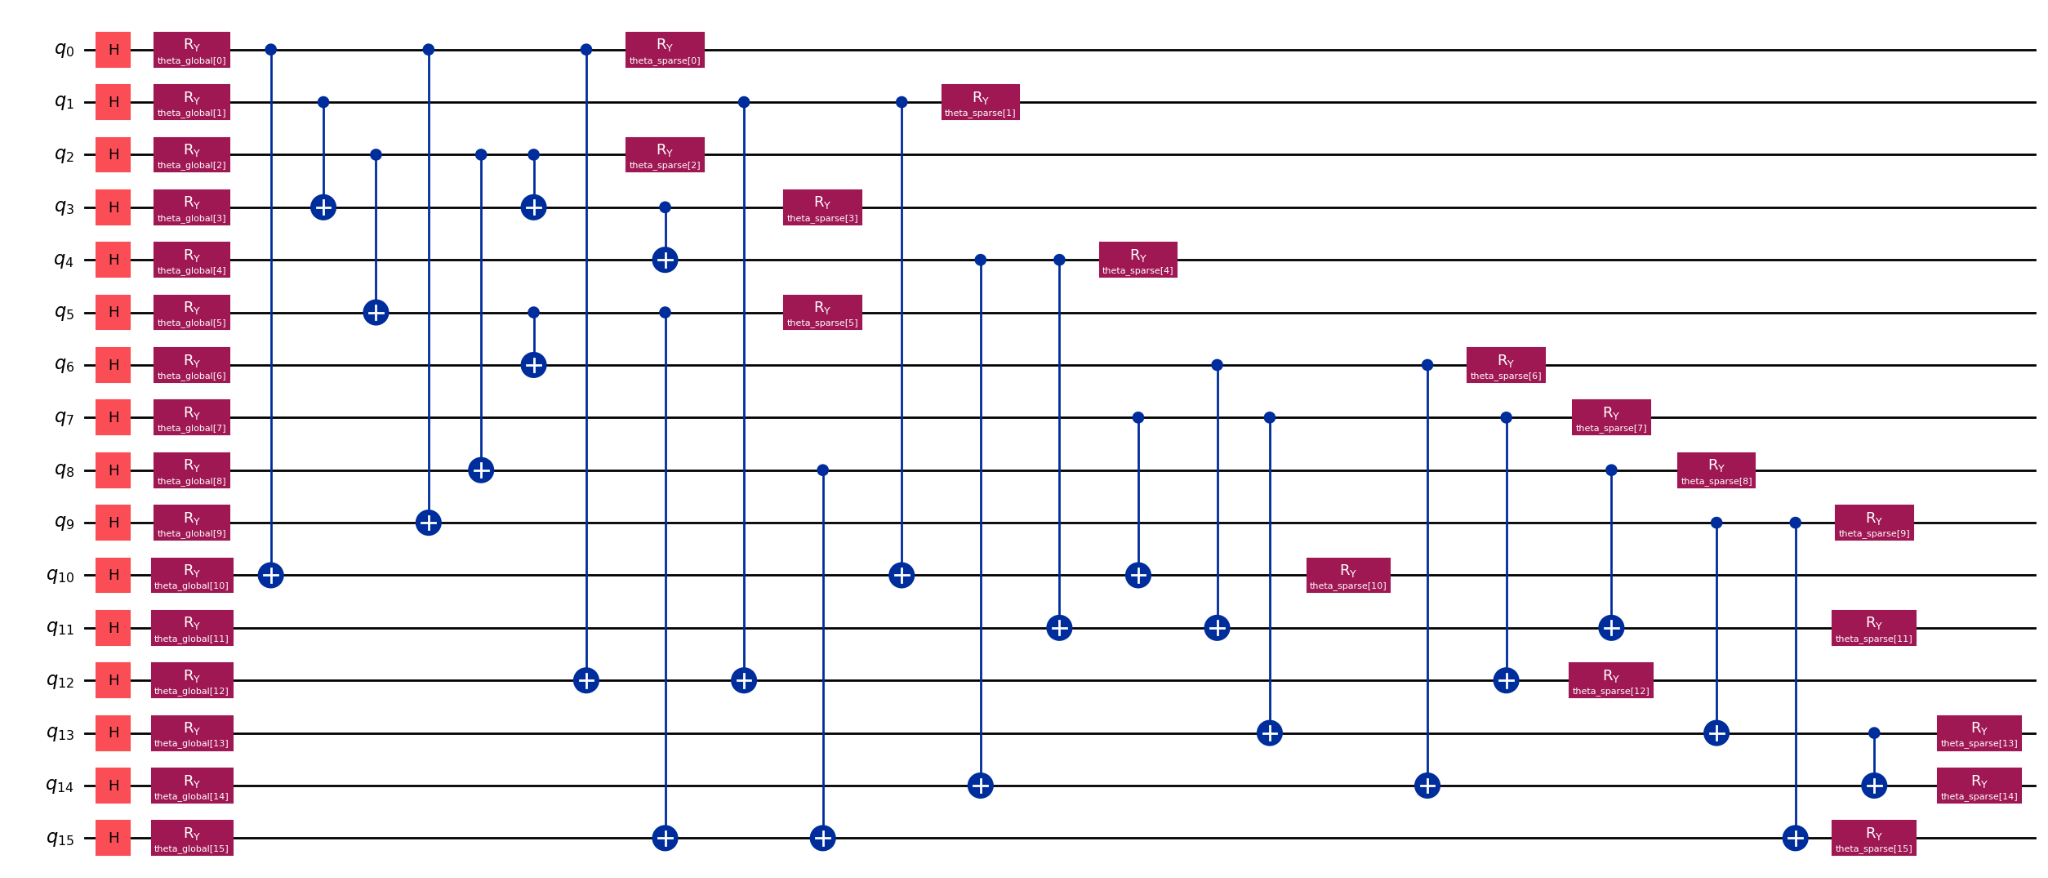 q0 H RY theta_global[0] RY theta_sparse[0]
q1 H RY theta_global[1] RY theta_sparse[1]
q2 H RY theta_global[2] RY theta_sparse[2]
q3 H RY theta_global[3] RY theta_sparse[3]
q4 H RY theta_global[4] RY theta_sparse[4]
q5 H RY theta_global[5] RY theta_sparse[5]
q6 H RY theta_global[6] RY theta_sparse[6]
q7 H RY theta_global[7] RY theta_sparse[7]
q8 H RY theta_global[8] RY theta_sparse[8]
q9 H RY theta_global[9] RY theta_sparse[9]
q10 H RY theta_global[10] RY theta_sparse[10]
q11 H RY theta_global[11] RY theta_sparse[11]
q12 H RY theta_global[12] RY theta_sparse[12]
q13 H RY theta_global[13] RY theta_sparse[13]
q14 H RY theta_global[14] RY theta_sparse[14]
q15 H RY theta_global[15] RY theta_sparse[15]